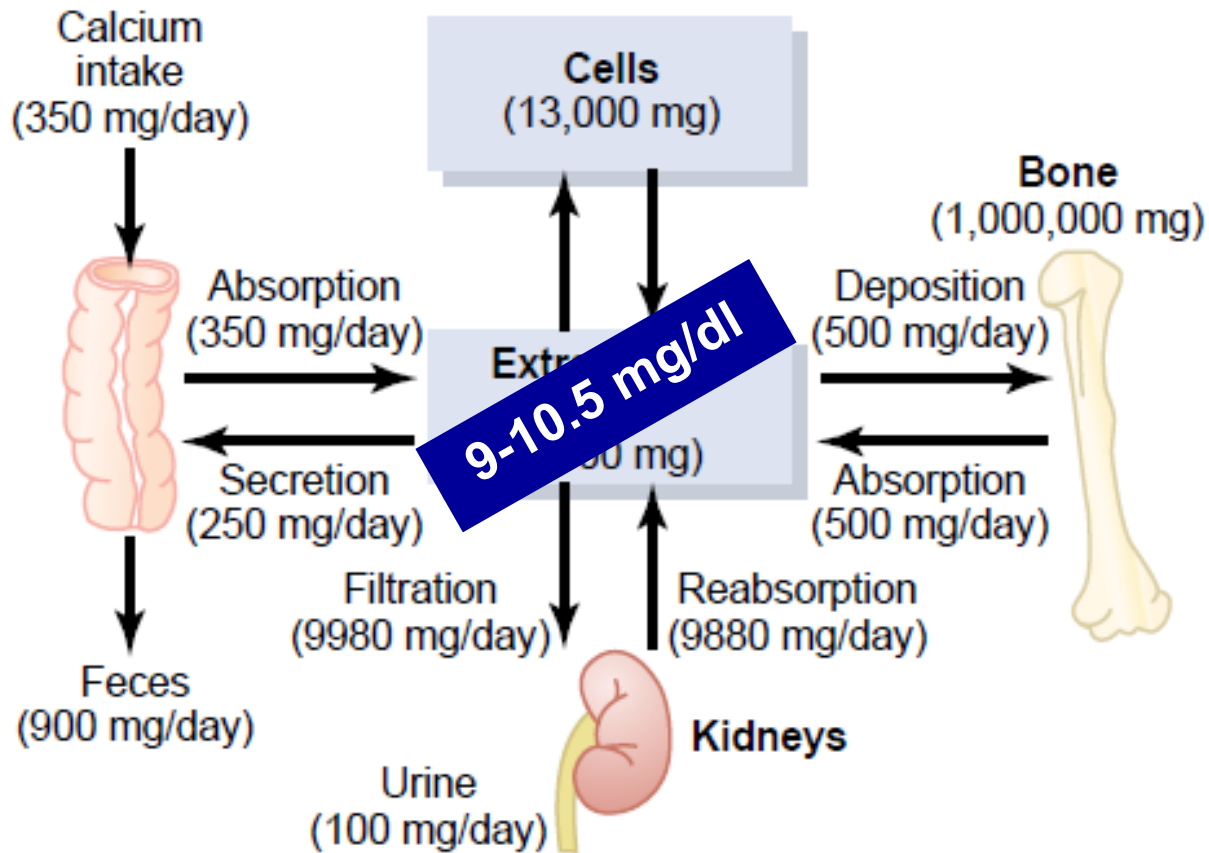 Calcium
intake
(350 mg/day)
Cells
(13,000 mg)
Bone
(1,000,000 mg)
Absorption
(350 mg/day)
Deposition
(500 mg/day)
9-10.5 mg/dl
mg)
Secretion
(250 mg/day)
Absorption
(500 mg/day)
Filtration
(9980 mg/day)
Reabsorption
(9880 mg/day)
Feces
(900 mg/day)
Kidneys
Urine
(100 mg/day)